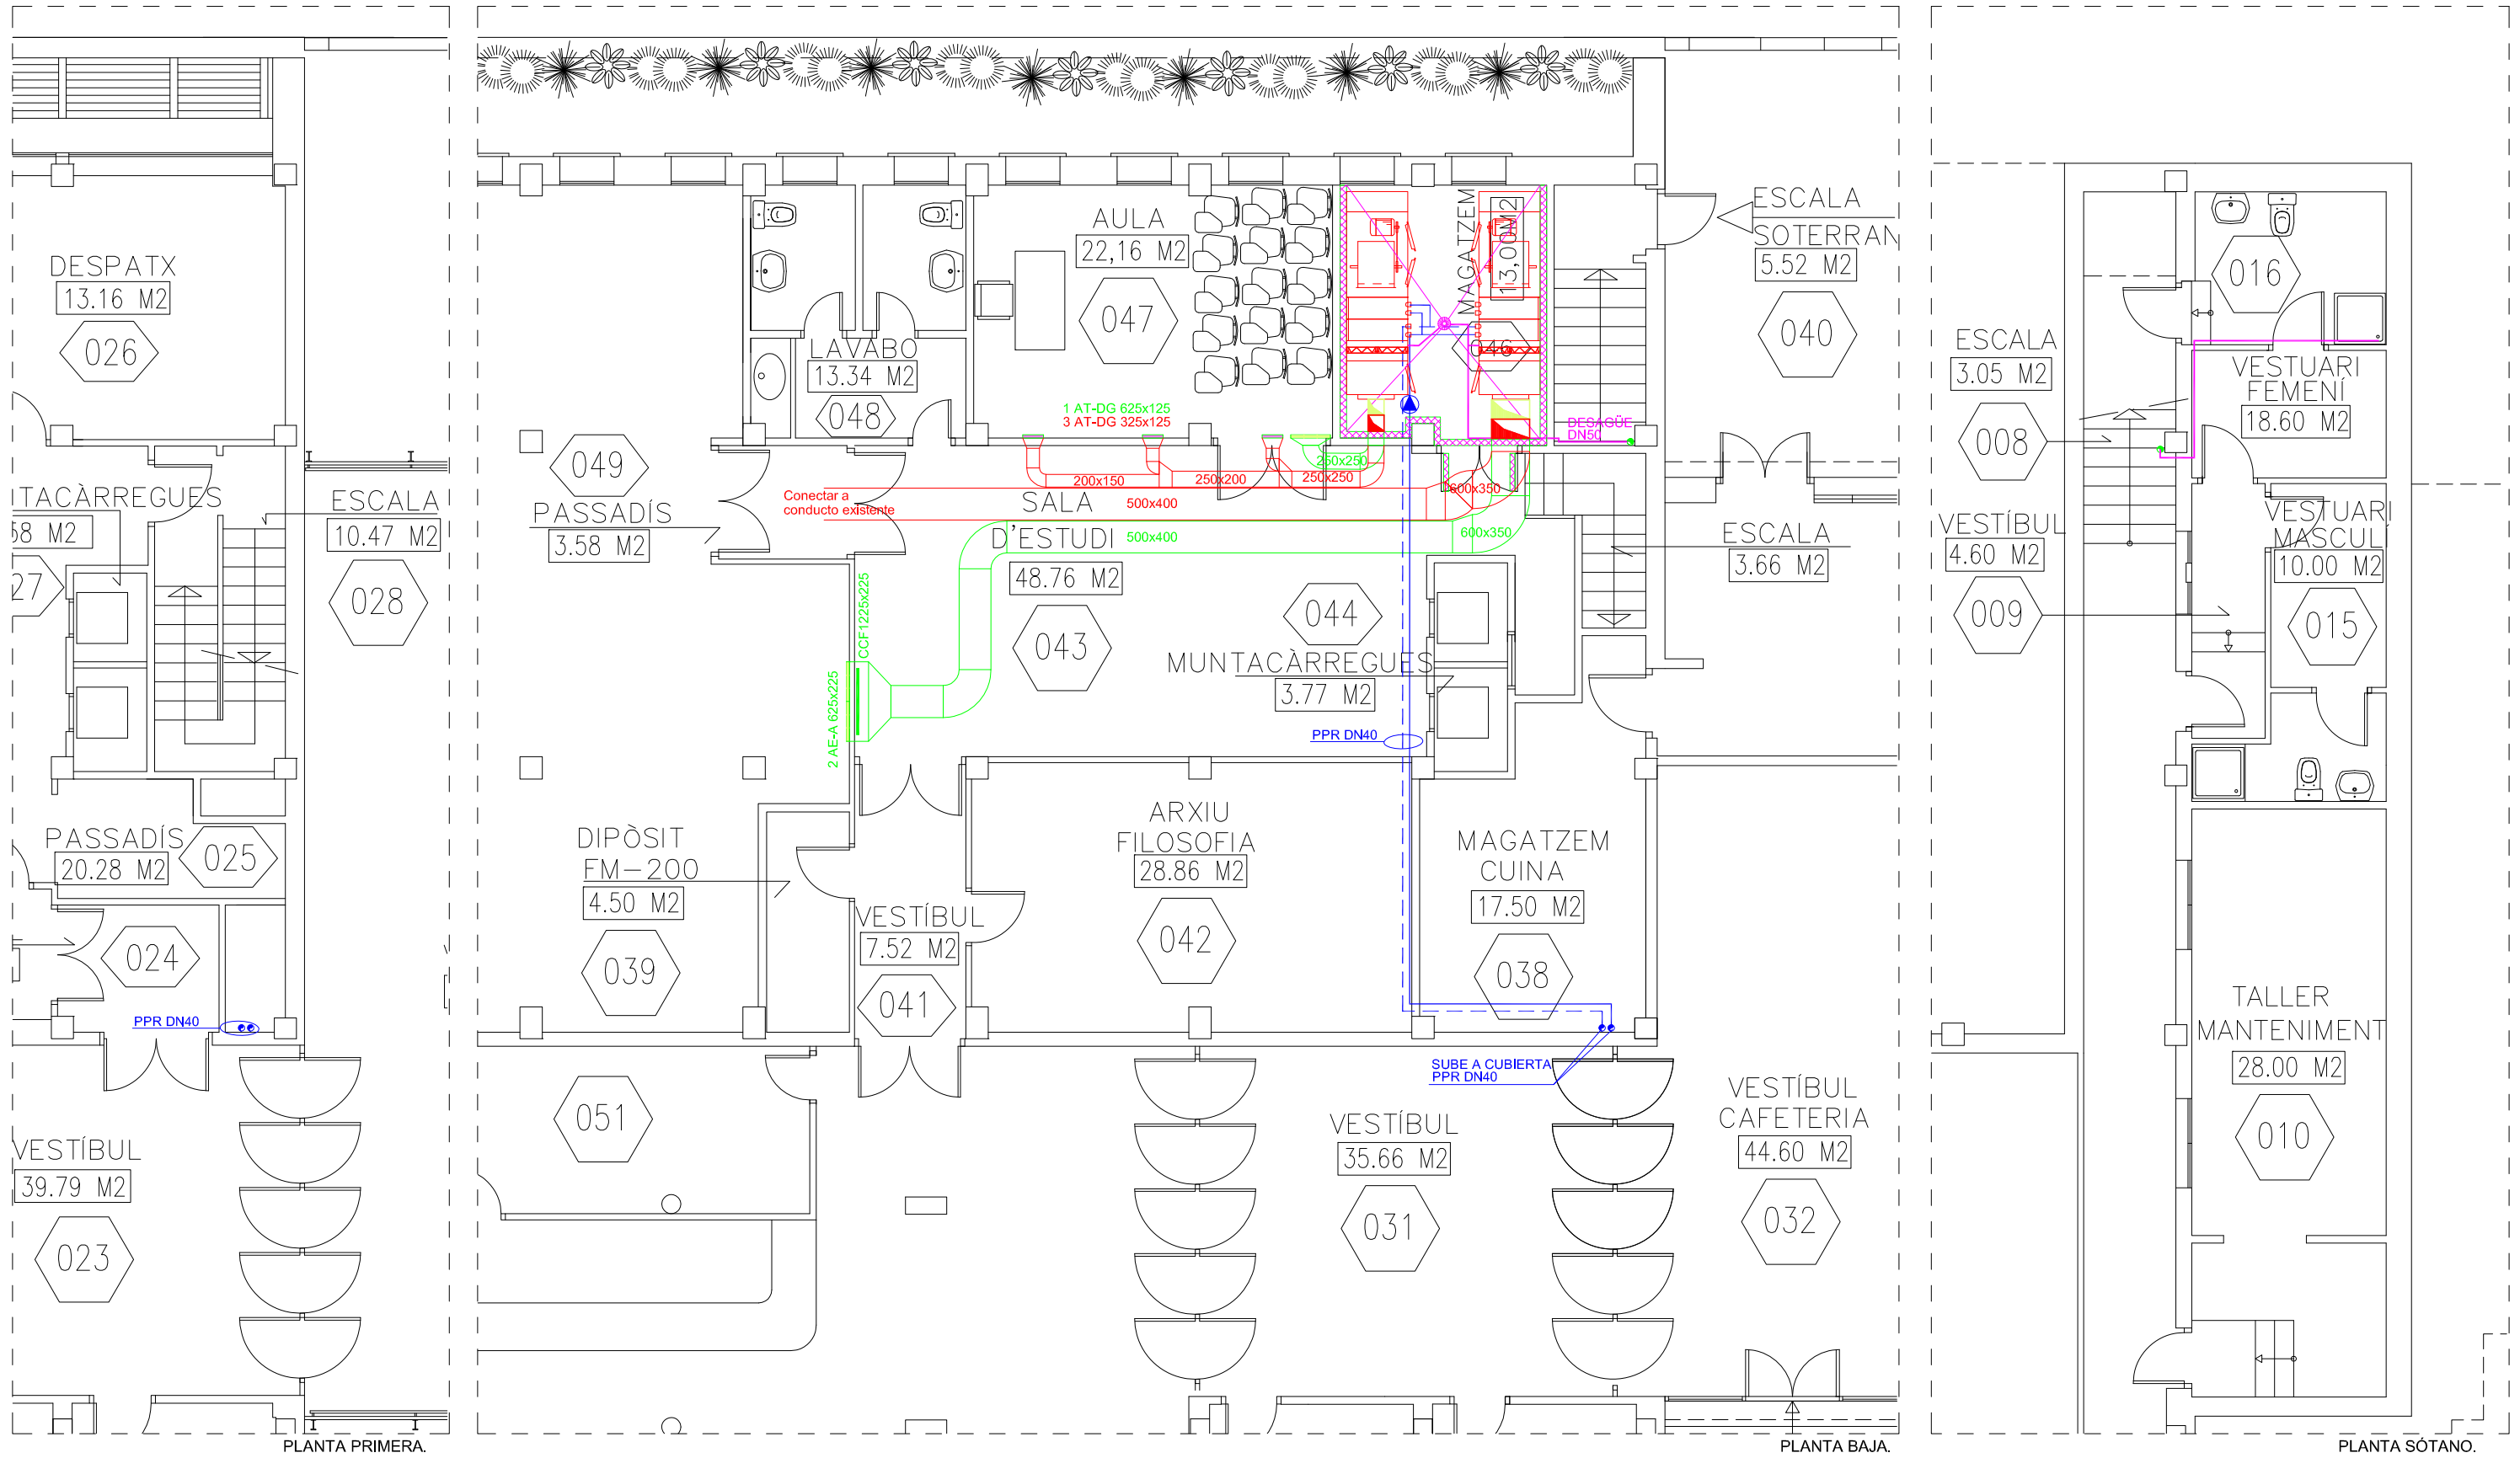 DESPATX
13.16 M2
026
TACÀRREGUES
58 M2
27
ESCALA
10.47 M2
028
PASSADÍS
20.28 M2
025
024
PPR DN40
VESTÍBUL
39.79 M2
023
PLANTA PRIMERA.
049
PASSADÍS
3.58 M2
LAVABO
13.34 M2
048
AULA
22,16 M2
047
1 AT-DG 625x125
3 AT-DG 325x125
MAGATZEM
13,00M2
046
DESAGÜE
DN50
ESCALA
SOTERRAN
5.52 M2
040
Conectar a
conducto existente
200x150
250x200
250x250
250x250
600x350
500x400
SALA
D'ESTUDI
500x400
600x350
48.76 M2
043
CCF1225x225
2 AE-A 625x225
044
MUNTACÀRREGUES
3.77 M2
PPR DN40
ESCALA
3.66 M2
DIPÒSIT
FM-200
4.50 M2
039
VESTÍBUL
7.52 M2
041
ARXIU
FILOSOFIA
28.86 M2
042
MAGATZEM
CUINA
17.50 M2
038
SUBE A CUBIERTA
PPR DN40
051
VESTÍBUL
35.66 M2
031
VESTÍBUL
CAFETERIA
44.60 M2
032
PLANTA BAJA.
016
ESCALA
3.05 M2
008
VESTUARI
FEMENÍ
18.60 M2
VESTÍBUL
4.60 M2
009
VESTUARI
MASCULÍ
10.00 M2
015
TALLER
MANTENIMENT
28.00 M2
010
PLANTA SÓTANO.